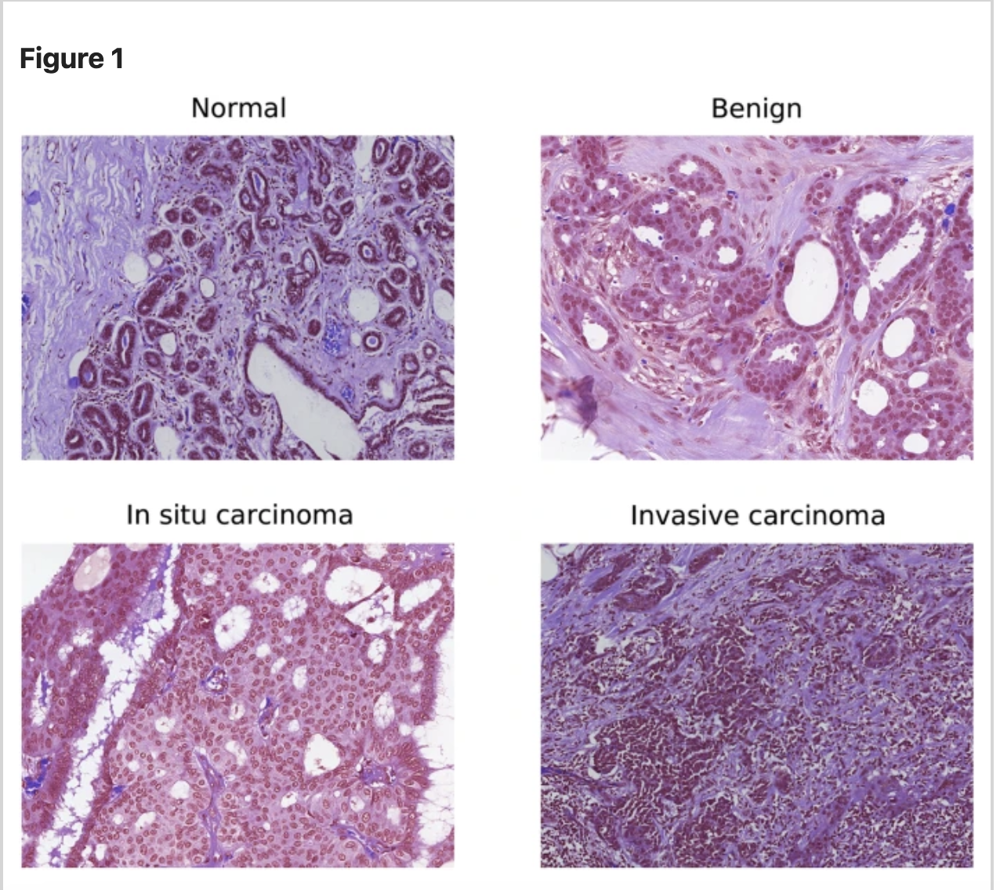 Figure 1
Normal
Benign
In situ carcinoma
Invasive carcinoma